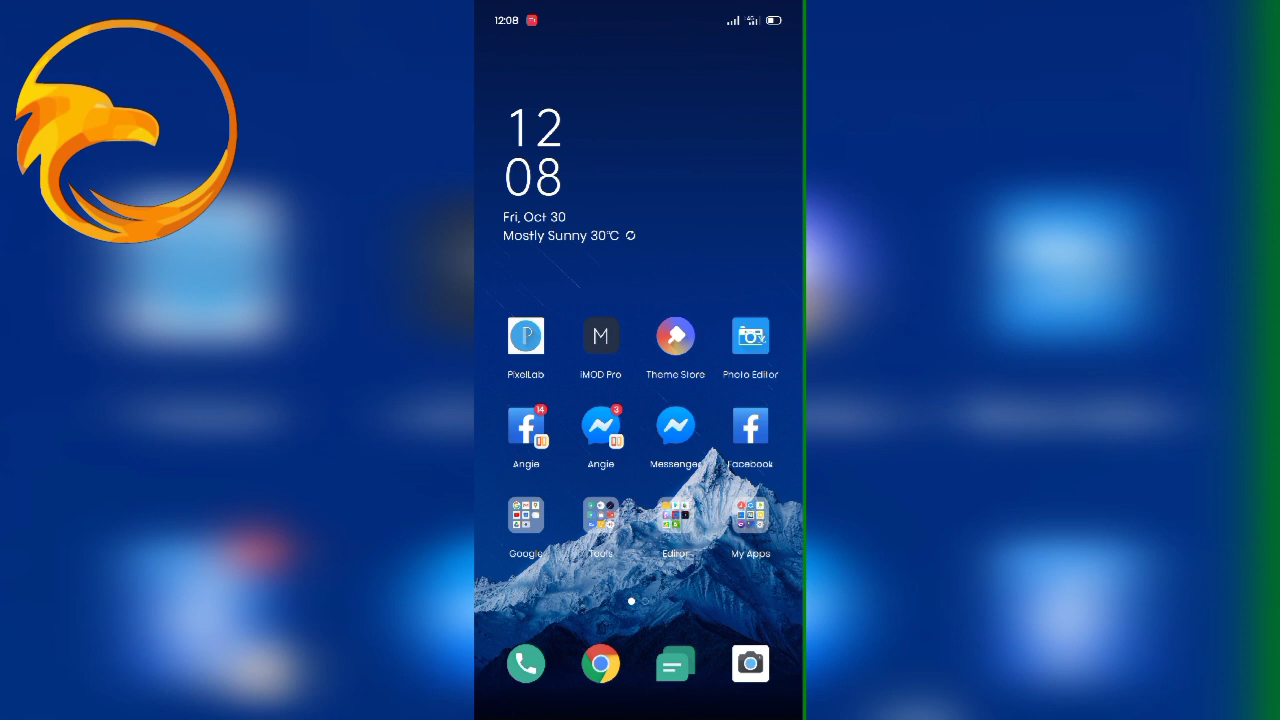 12:08
4G
12
08
Fri, Oct 30
Mostly Sunny 30°C
PixelLab
iMOD Pro
Theme Store
Photo Editor
14
3
Angie
Angie
Messenger
Facebook
Google
Tools
Editor
My Apps